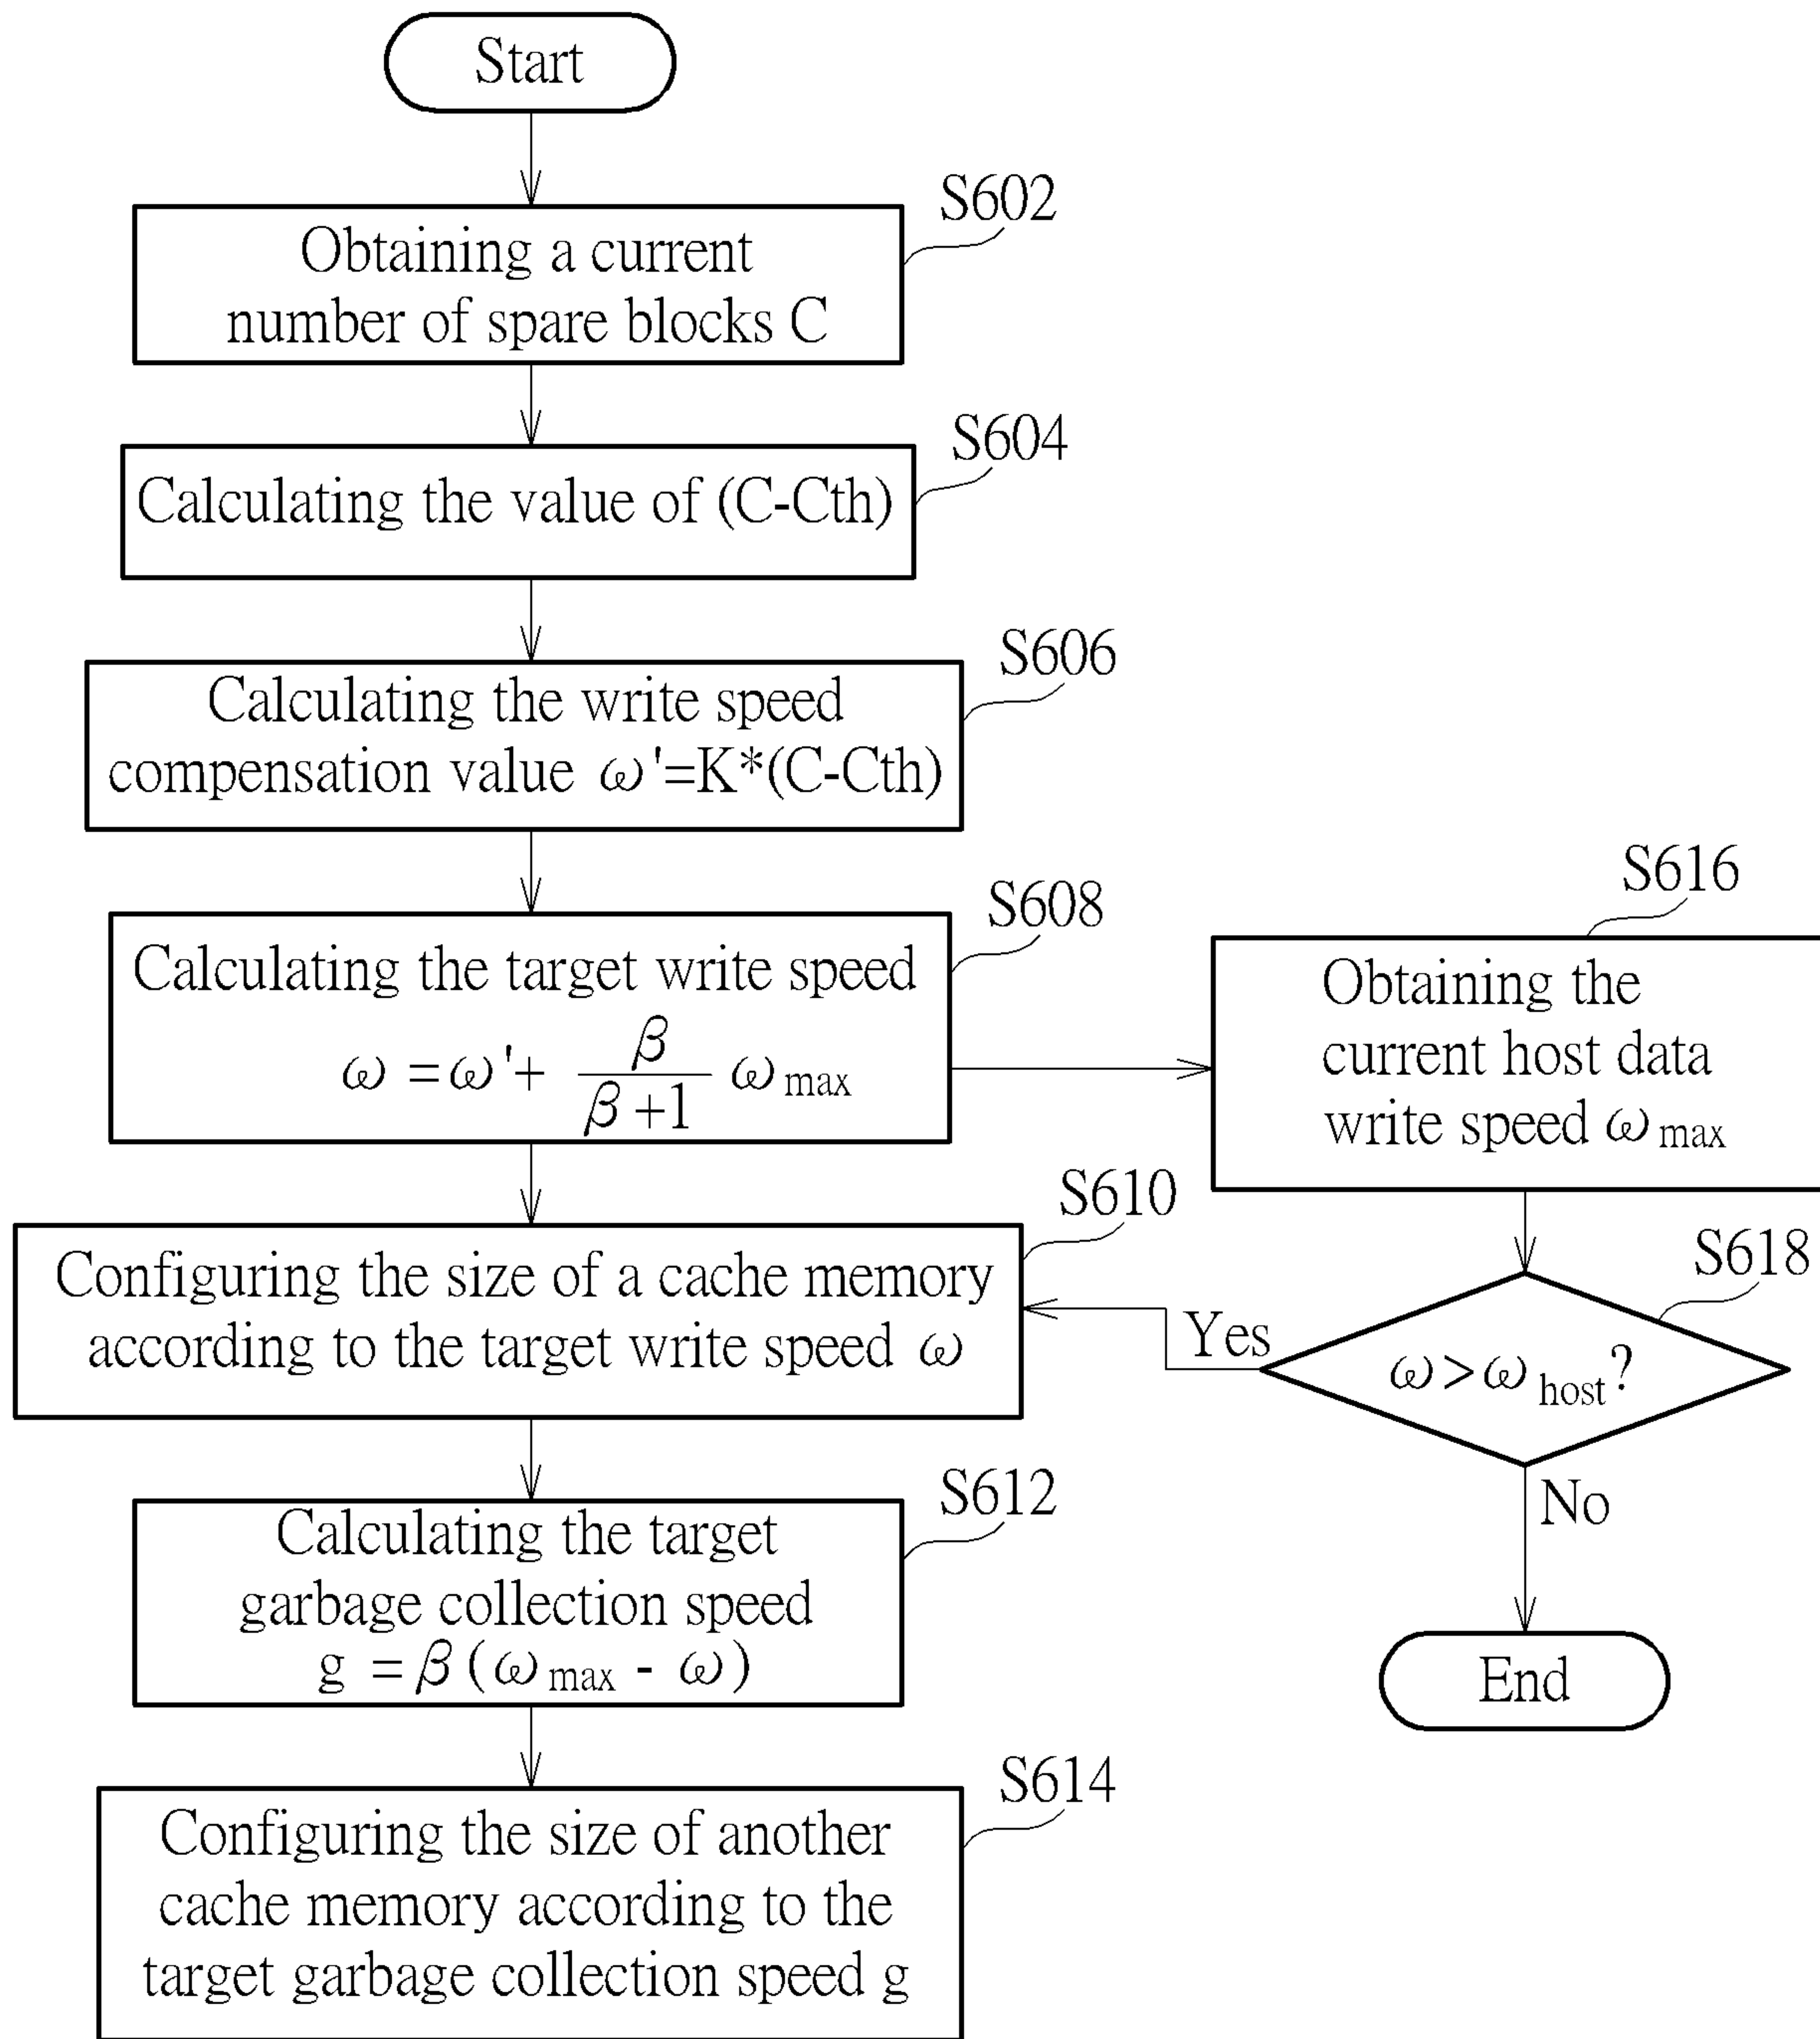 Start
S602
Obtaining a current
number of spare blocks C
S604
Calculating the value of (C-Cth)
S606
Calculating the write speed
compensation value ω'=K*(C-Cth)
S608
Calculating the target write speed
ω =ω'+ β/(β+1) ω max
S616
Obtaining the
current host data
write speed ω max
S610
Configuring the size of a cache memory
according to the target write speed ω
S618
ω>ω host?
Yes
No
End
S612
Calculating the target
garbage collection speed
g =β(ω max - ω)
S614
Configuring the size of another
cache memory according to the
target garbage collection speed g